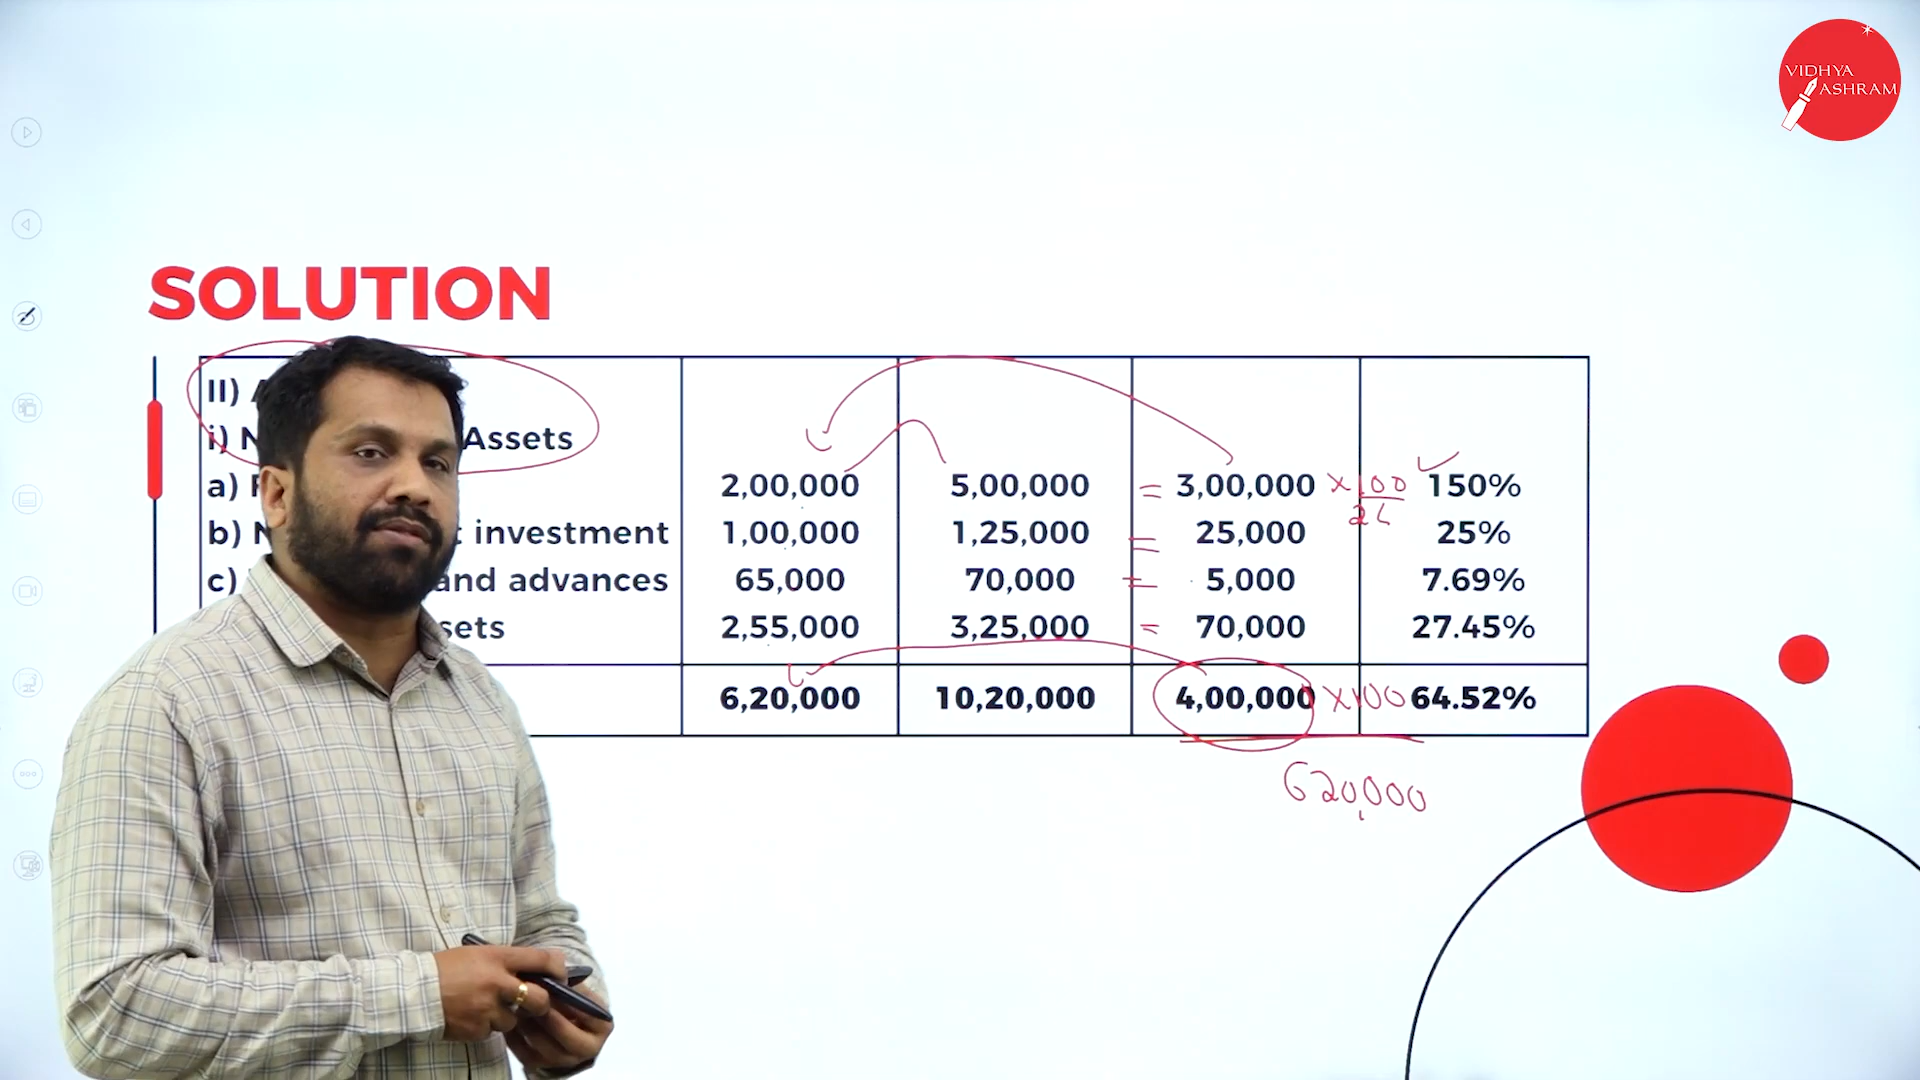 VIDHYA
ASHRAM
SOLUTION
II)
i) Assets
a) 2,00,000 5,00,000 = 3,00,000 ×100 150%
2L
b) investment 1,00,000 1,25,000 = 25,000 25%
c) and advances 65,000 70,000 = 5,000 7.69%
2,55,000 3,25,000 = 70,000 27.45%
6,20,000 10,20,000 4,00,000 ×100 64.52%
620,000